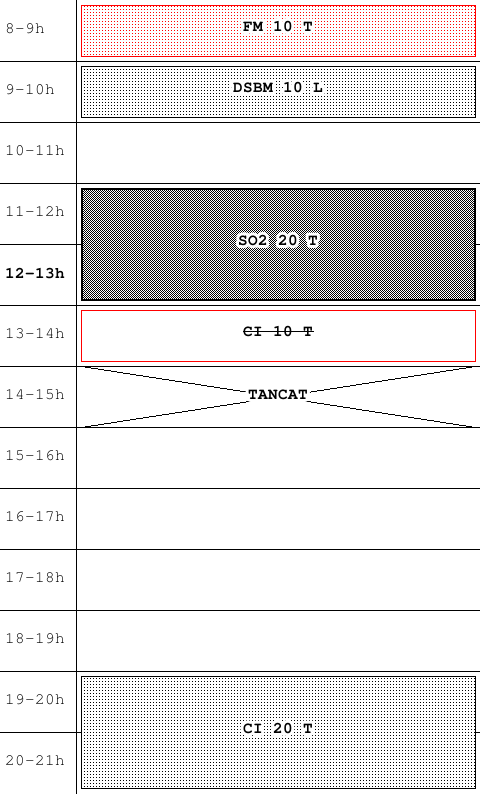 8-9h FM 10 T
9-10h DSBM 10 L
10-11h
11-12h
SO2 20 T
12-13h
13-14h CI 10 T
14-15h TANCAT
15-16h
16-17h
17-18h
18-19h
19-20h
CI 20 T
20-21h